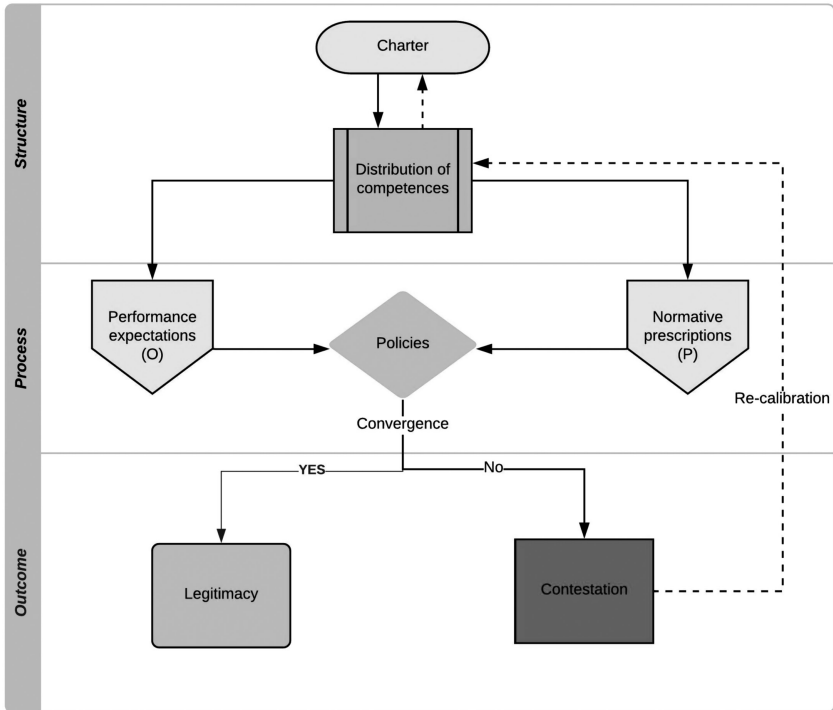 Structure
Charter
Distribution of
competences
Process
Performance
expectations
(O)
Policies
Normative
prescriptions
(P)
Re-calibration
Convergence
Outcome
YES
No
Legitimacy
Contestation